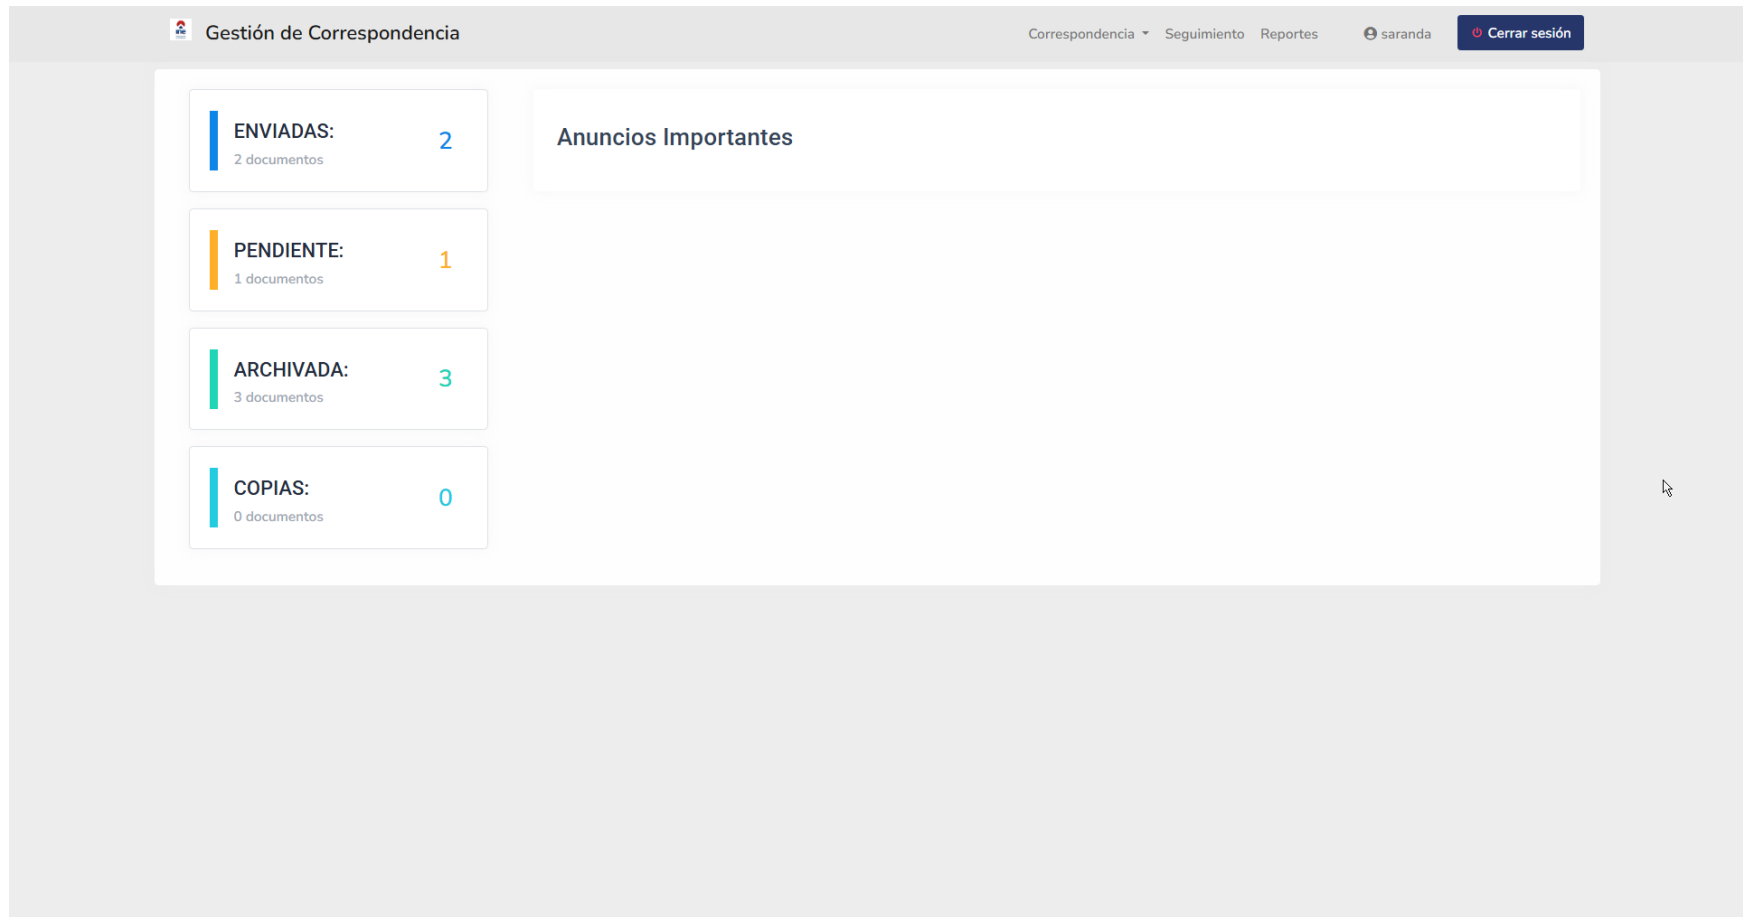 ine
Gestión de Correspondencia
Correspondencia
Seguimiento
Reportes
saranda
Cerrar sesión
ENVIADAS:
2 documentos
2
PENDIENTE:
1 documentos
1
ARCHIVADA:
3 documentos
3
COPIAS:
0 documentos
0
Anuncios Importantes